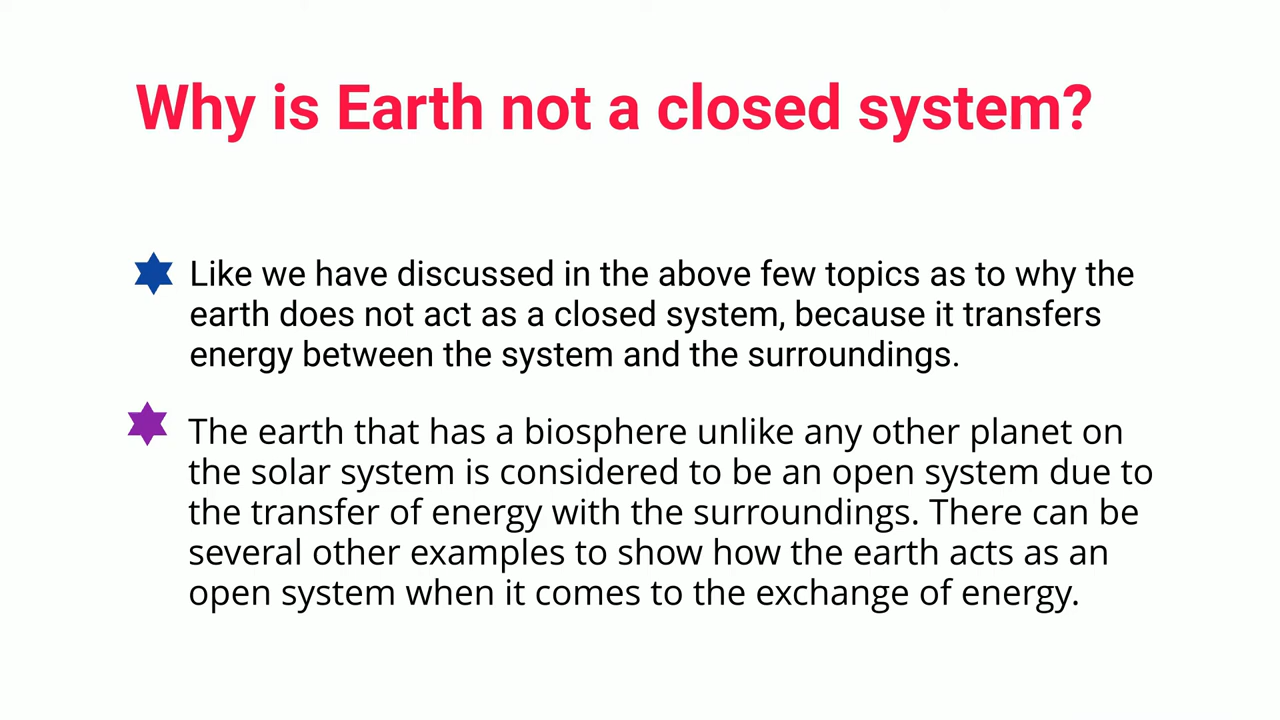 Why is Earth not a closed system?
Like we have discussed in the above few topics as to why the
earth does not act as a closed system, because it transfers
energy between the system and the surroundings.
The earth that has a biosphere unlike any other planet on
the solar system is considered to be an open system due to
the transfer of energy with the surroundings. There can be
several other examples to show how the earth acts as an
open system when it comes to the exchange of energy.